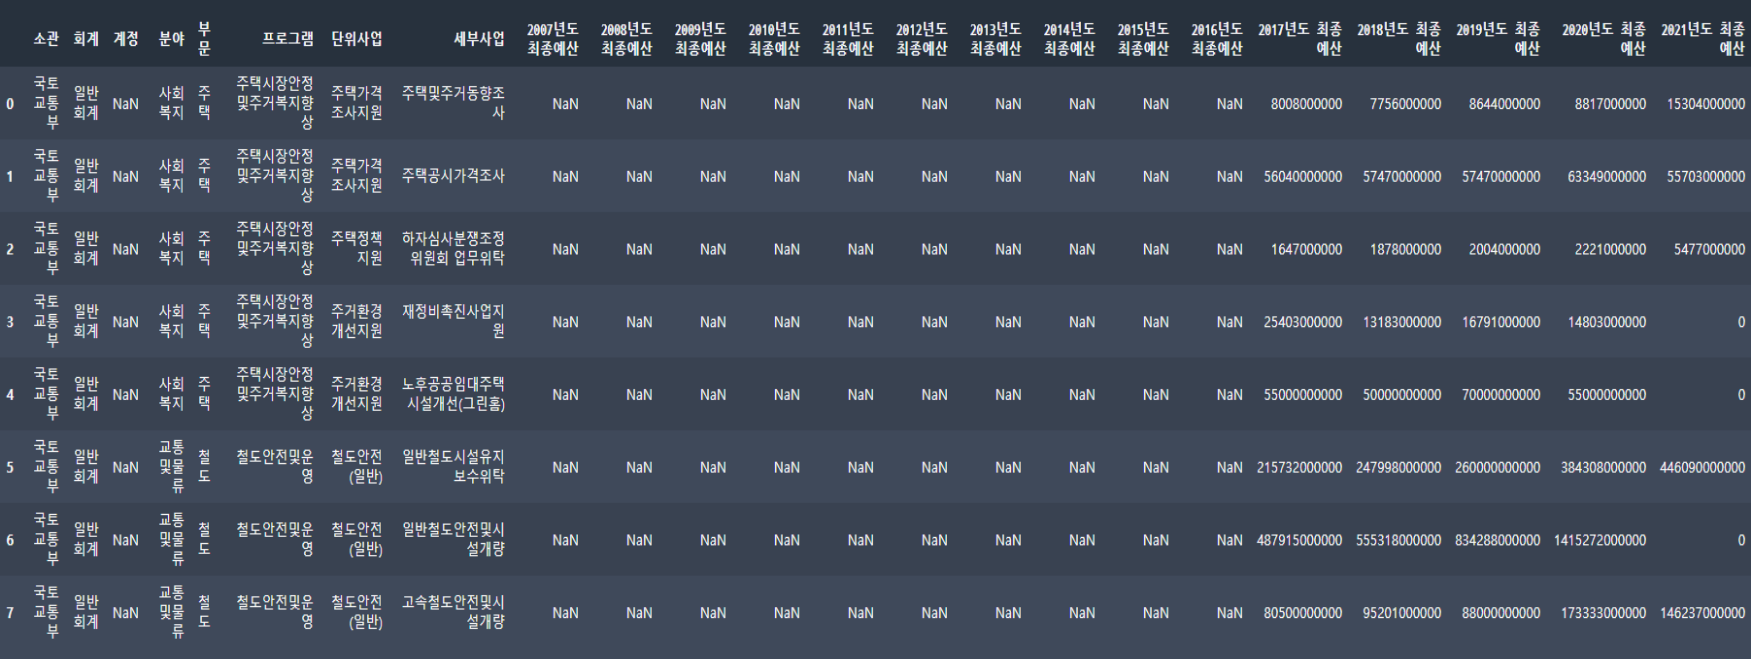 소관 회계 계정 분야 부문 프로그램 단위사업 세부사업 2007년도 최종예산 2008년도 최종예산 2009년도 최종예산 2010년도 최종예산 2011년도 최종예산 2012년도 최종예산 2013년도 최종예산 2014년도 최종예산 2015년도 최종예산 2016년도 최종예산 2017년도 최종예산 2018년도 최종예산 2019년도 최종예산 2020년도 최종예산 2021년도 최종예산
0 국토교통부 일반회계 NaN 사회복지 주택 주택시장안정및주거복지향상 주택가격조사지원 주택및주거동향조사 NaN NaN NaN NaN NaN NaN NaN NaN NaN NaN 8008000000 7756000000 8644000000 8817000000 15304000000
1 국토교통부 일반회계 NaN 사회복지 주택 주택시장안정및주거복지향상 주택가격조사지원 주택공시가격조사 NaN NaN NaN NaN NaN NaN NaN NaN NaN NaN 56040000000 57470000000 57470000000 63349000000 55703000000
2 국토교통부 일반회계 NaN 사회복지 주택 주택시장안정및주거복지향상 주택정책지원 하자심사분쟁조정위원회 업무위탁 NaN NaN NaN NaN NaN NaN NaN NaN NaN NaN 1647000000 1878000000 2004000000 2221000000 5477000000
3 국토교통부 일반회계 NaN 사회복지 주택 주택시장안정및주거복지향상 주거환경개선지원 재정비촉진사업지원 NaN NaN NaN NaN NaN NaN NaN NaN NaN NaN 25403000000 13183000000 16791000000 14803000000 0
4 국토교통부 일반회계 NaN 사회복지 주택 주택시장안정및주거복지향상 주거환경개선지원 노후공공임대주택시설개선(그린홈) NaN NaN NaN NaN NaN NaN NaN NaN NaN NaN 55000000000 50000000000 70000000000 55000000000 0
5 국토교통부 일반회계 NaN 교통및물류 철도 철도안전및운영 철도안전(일반) 일반철도시설유지보수위탁 NaN NaN NaN NaN NaN NaN NaN NaN NaN NaN 215732000000 247998000000 260000000000 384308000000 446090000000
6 국토교통부 일반회계 NaN 교통및물류 철도 철도안전및운영 철도안전(일반) 일반철도안전및시설개량 NaN NaN NaN NaN NaN NaN NaN NaN NaN NaN 487915000000 555318000000 834288000000 1415272000000 0
7 국토교통부 일반회계 NaN 교통및물류 철도 철도안전및운영 철도안전(일반) 고속철도안전및시설개량 NaN NaN NaN NaN NaN NaN NaN NaN NaN NaN 80500000000 95201000000 88000000000 173333000000 146237000000